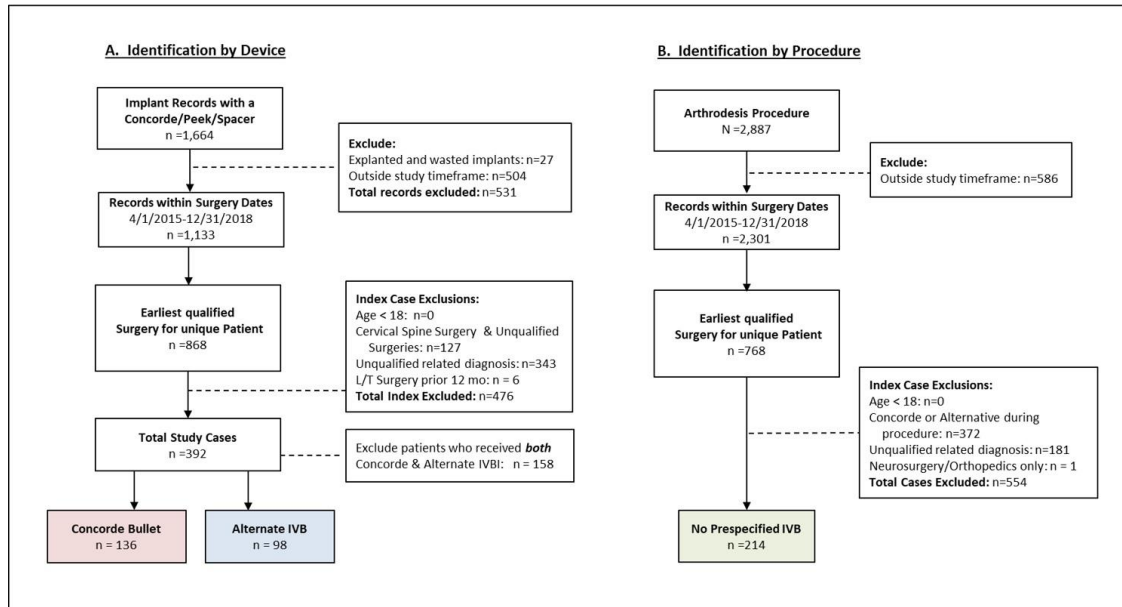 A. Identification by Device
Implant Records with a
Concorde/Peek/Spacer
n =1,664
Exclude:
Explanted and wasted implants: n=27
Outside study timeframe: n=504
Total records excluded: n=531
Records within Surgery Dates
4/1/2015-12/31/2018
n =1,133
Earliest qualified
Surgery for unique Patient
n =868
Index Case Exclusions:
Age < 18: n=0
Cervical Spine Surgery & Unqualified
Surgeries: n=127
Unqualified related diagnosis: n=343
L/T Surgery prior 12 mo: n = 6
Total Index Excluded: n=476
Total Study Cases
n =392
Exclude patients who received both
Concorde & Alternate IVBI: n = 158
Concorde Bullet
n = 136
Alternate IVB
n = 98
B. Identification by Procedure
Arthrodesis Procedure
N =2,887
Exclude:
Outside study timeframe: n=586
Records within Surgery Dates
4/1/2015-12/31/2018
n =2,301
Earliest qualified
Surgery for unique Patient
n =768
Index Case Exclusions:
Age < 18: n=0
Concorde or Alternative during
procedure: n=372
Unqualified related diagnosis: n=181
Neurosurgery/Orthopedics only: n = 1
Total Cases Excluded: n=554
No Prespecified IVB
n =214